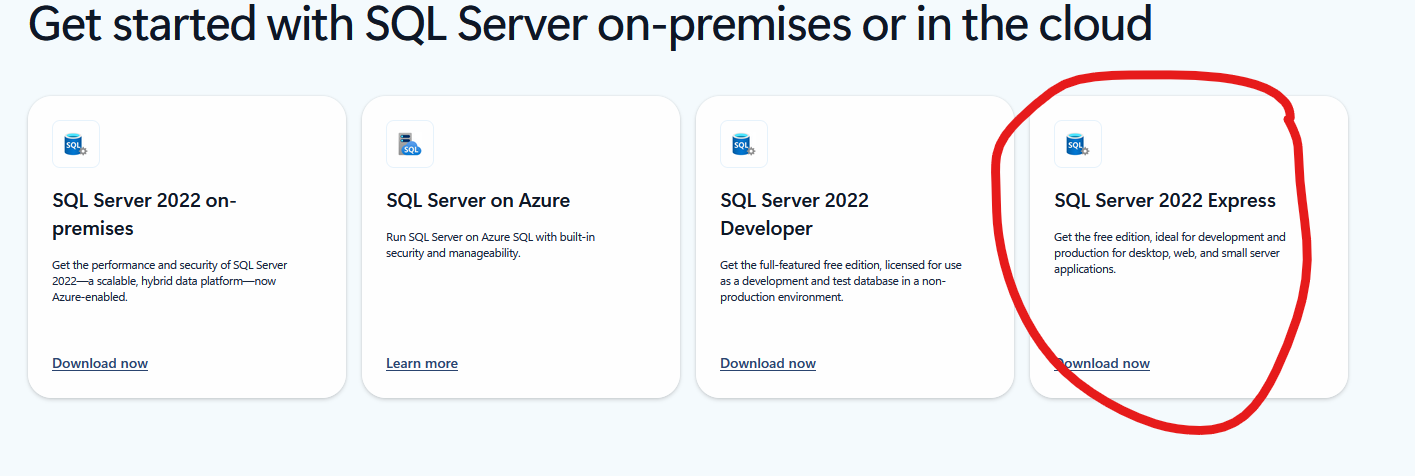 Get started with SQL Server on-premises or in the cloud
SQL
SQL Server 2022 on-
premises
Get the performance and security of SQL Server
2022—a scalable, hybrid data platform—now
Azure-enabled.
Download now
SQL
SQL Server on Azure
Run SQL Server on Azure SQL with built-in
security and manageability.
Learn more
SQL
SQL Server 2022
Developer
Get the full-featured free edition, licensed for use
as a development and test database in a non-
production environment.
Download now
SQL
SQL Server 2022 Express
Get the free edition, ideal for development and
production for desktop, web, and small server
applications.
Download now